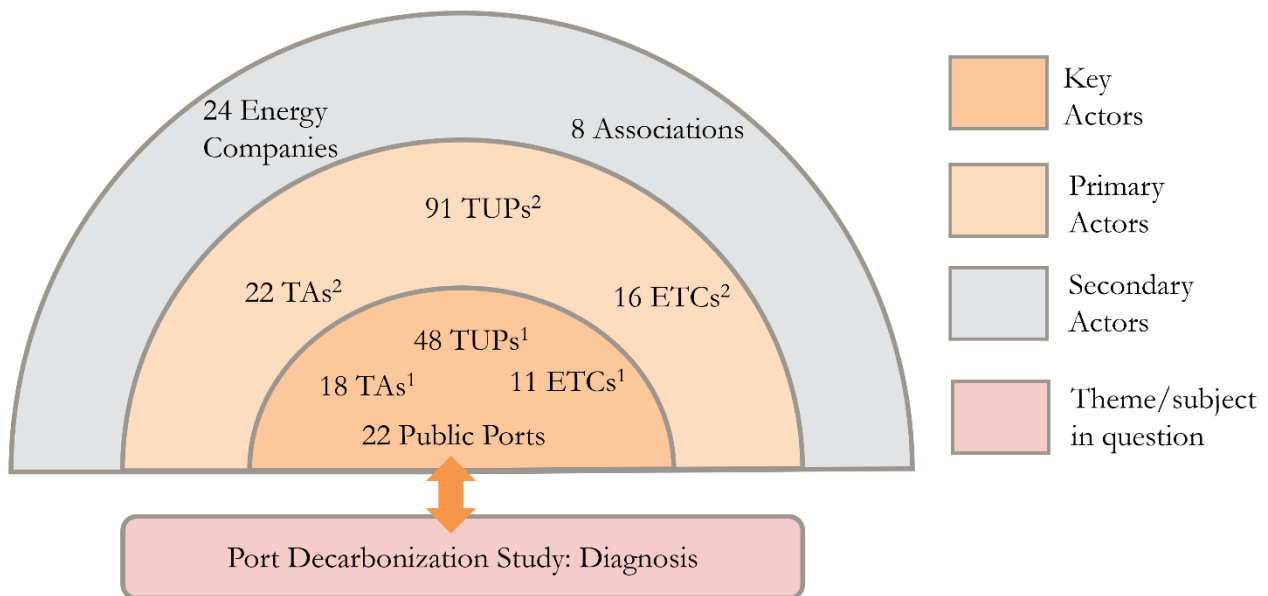 24 Energy
Companies
8 Associations
91 TUPs²
22 TAs²
16 ETCs²
48 TUPs¹
18 TAs¹
11 ETCs¹
22 Public Ports
Port Decarbonization Study: Diagnosis
Key
Actors
Primary
Actors
Secondary
Actors
Theme/subject
in question